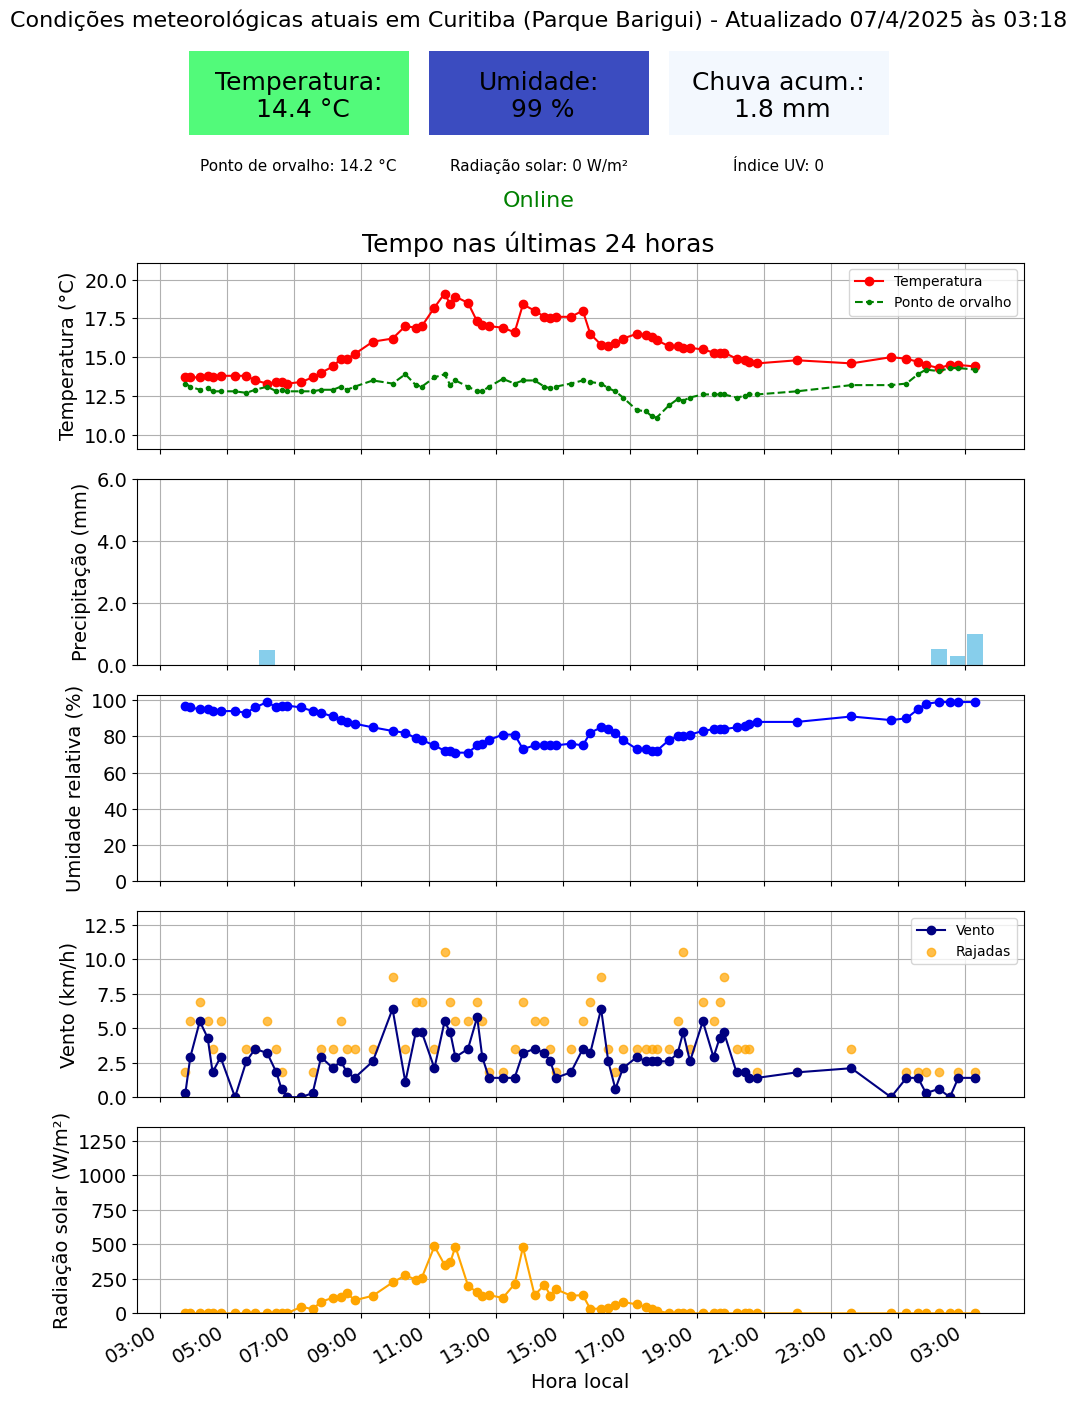 Condições meteorológicas atuais em Curitiba (Parque Barigui) - Atualizado 07/4/2025 às 03:18
Temperatura:
14.4 °C
Umidade:
99 %
Chuva acum.:
1.8 mm
Ponto de orvalho: 14.2 °C
Radiação solar: 0 W/m²
Índice UV: 0
Online
Tempo nas últimas 24 horas
Temperatura (°C)
20.0
17.5
15.0
12.5
10.0
Temperatura
Ponto de orvalho
Precipitação (mm)
6.0
4.0
2.0
0.0
Umidade relativa (%)
100
80
60
40
20
0
Vento (km/h)
12.5
10.0
7.5
5.0
2.5
0.0
Vento
Rajadas
Radiação solar (W/m²)
1250
1000
750
500
250
0
03:00
05:00
07:00
09:00
11:00
13:00
15:00
17:00
19:00
21:00
23:00
01:00
03:00
Hora local